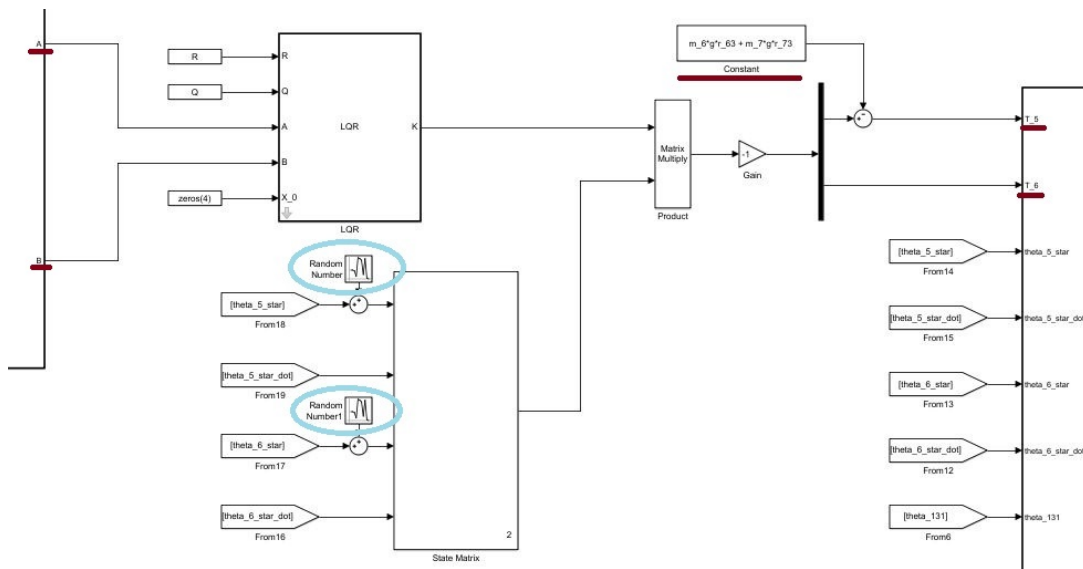 A
B
R
Q
zeros(4)
R
Q
A
B
X_0
LQR
K
LQR
m_6*g*r_63 + m_7*g*r_73
Constant
Matrix
Multiply
Product
-1
Gain
Random
Number
[theta_5_star]
From18
[theta_5_star_dot]
From19
Random
Number1
[theta_6_star]
From17
[theta_6_star_dot]
From16
2
State Matrix
T_5
T_6
[theta_5_star]
From14
theta_5_star
[theta_5_star_dot]
From15
theta_5_star_dot
[theta_6_star]
From13
theta_6_star
[theta_6_star_dot]
From12
theta_6_star_dot
[theta_131]
From6
theta_131